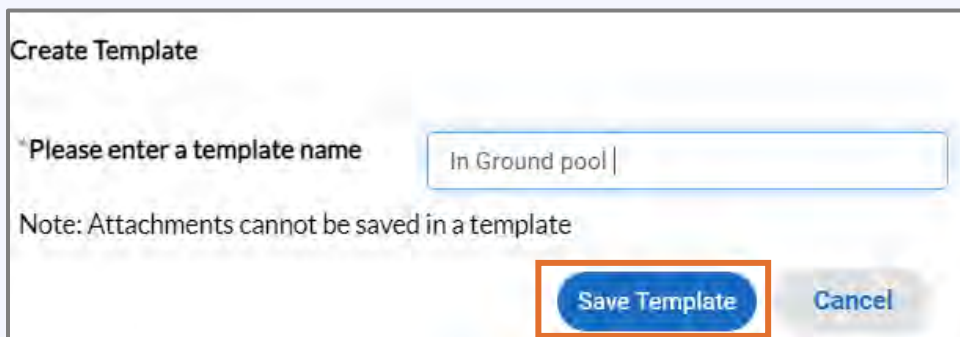 Create Template
*Please enter a template name
In Ground pool
Note: Attachments cannot be saved in a template
Save Template Cancel